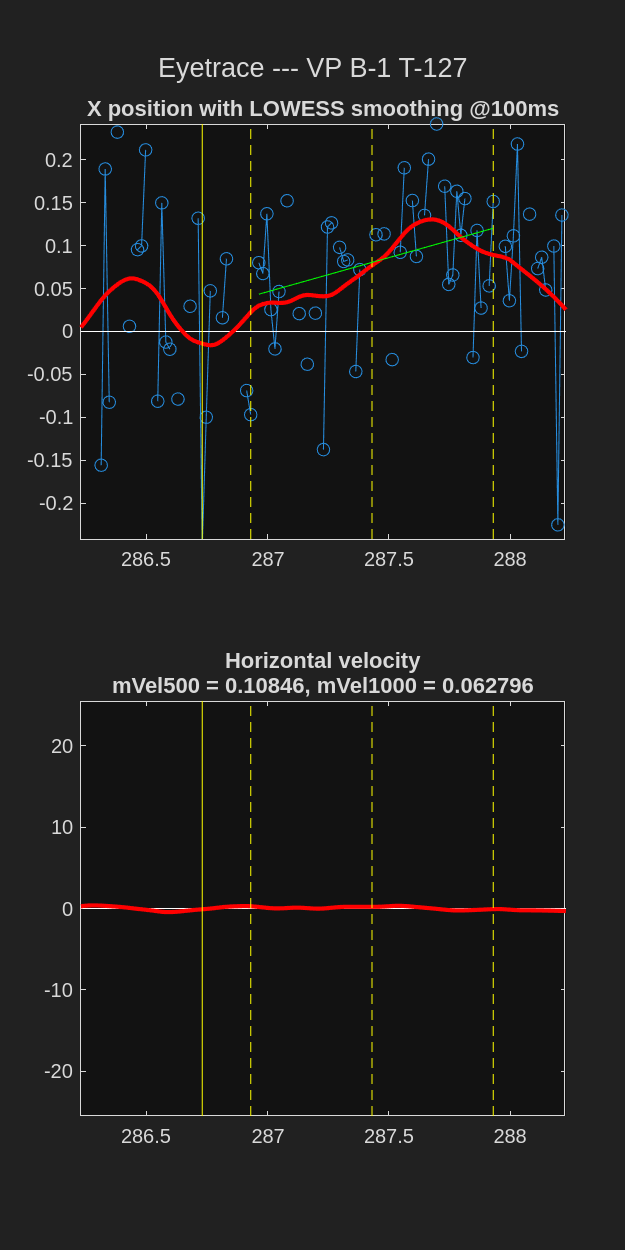 Eyetrace --- VP B-1 T-127
X position with LOWESS smoothing @100ms
0.2
0.15
0.1
0.05
0
-0.05
-0.1
-0.15
-0.2
286.5 287 287.5 288
Horizontal velocity
mVel500 = 0.10846, mVel1000 = 0.062796
20
10
0
-10
-20
286.5 287 287.5 288